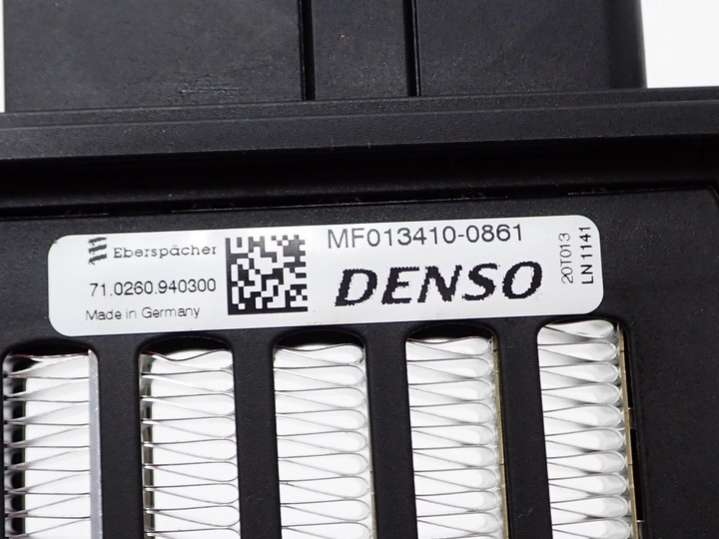 Eberspächer
71.0260.940300
Made in Germany
MF013410-0861
DENSO
20T013
LN1141